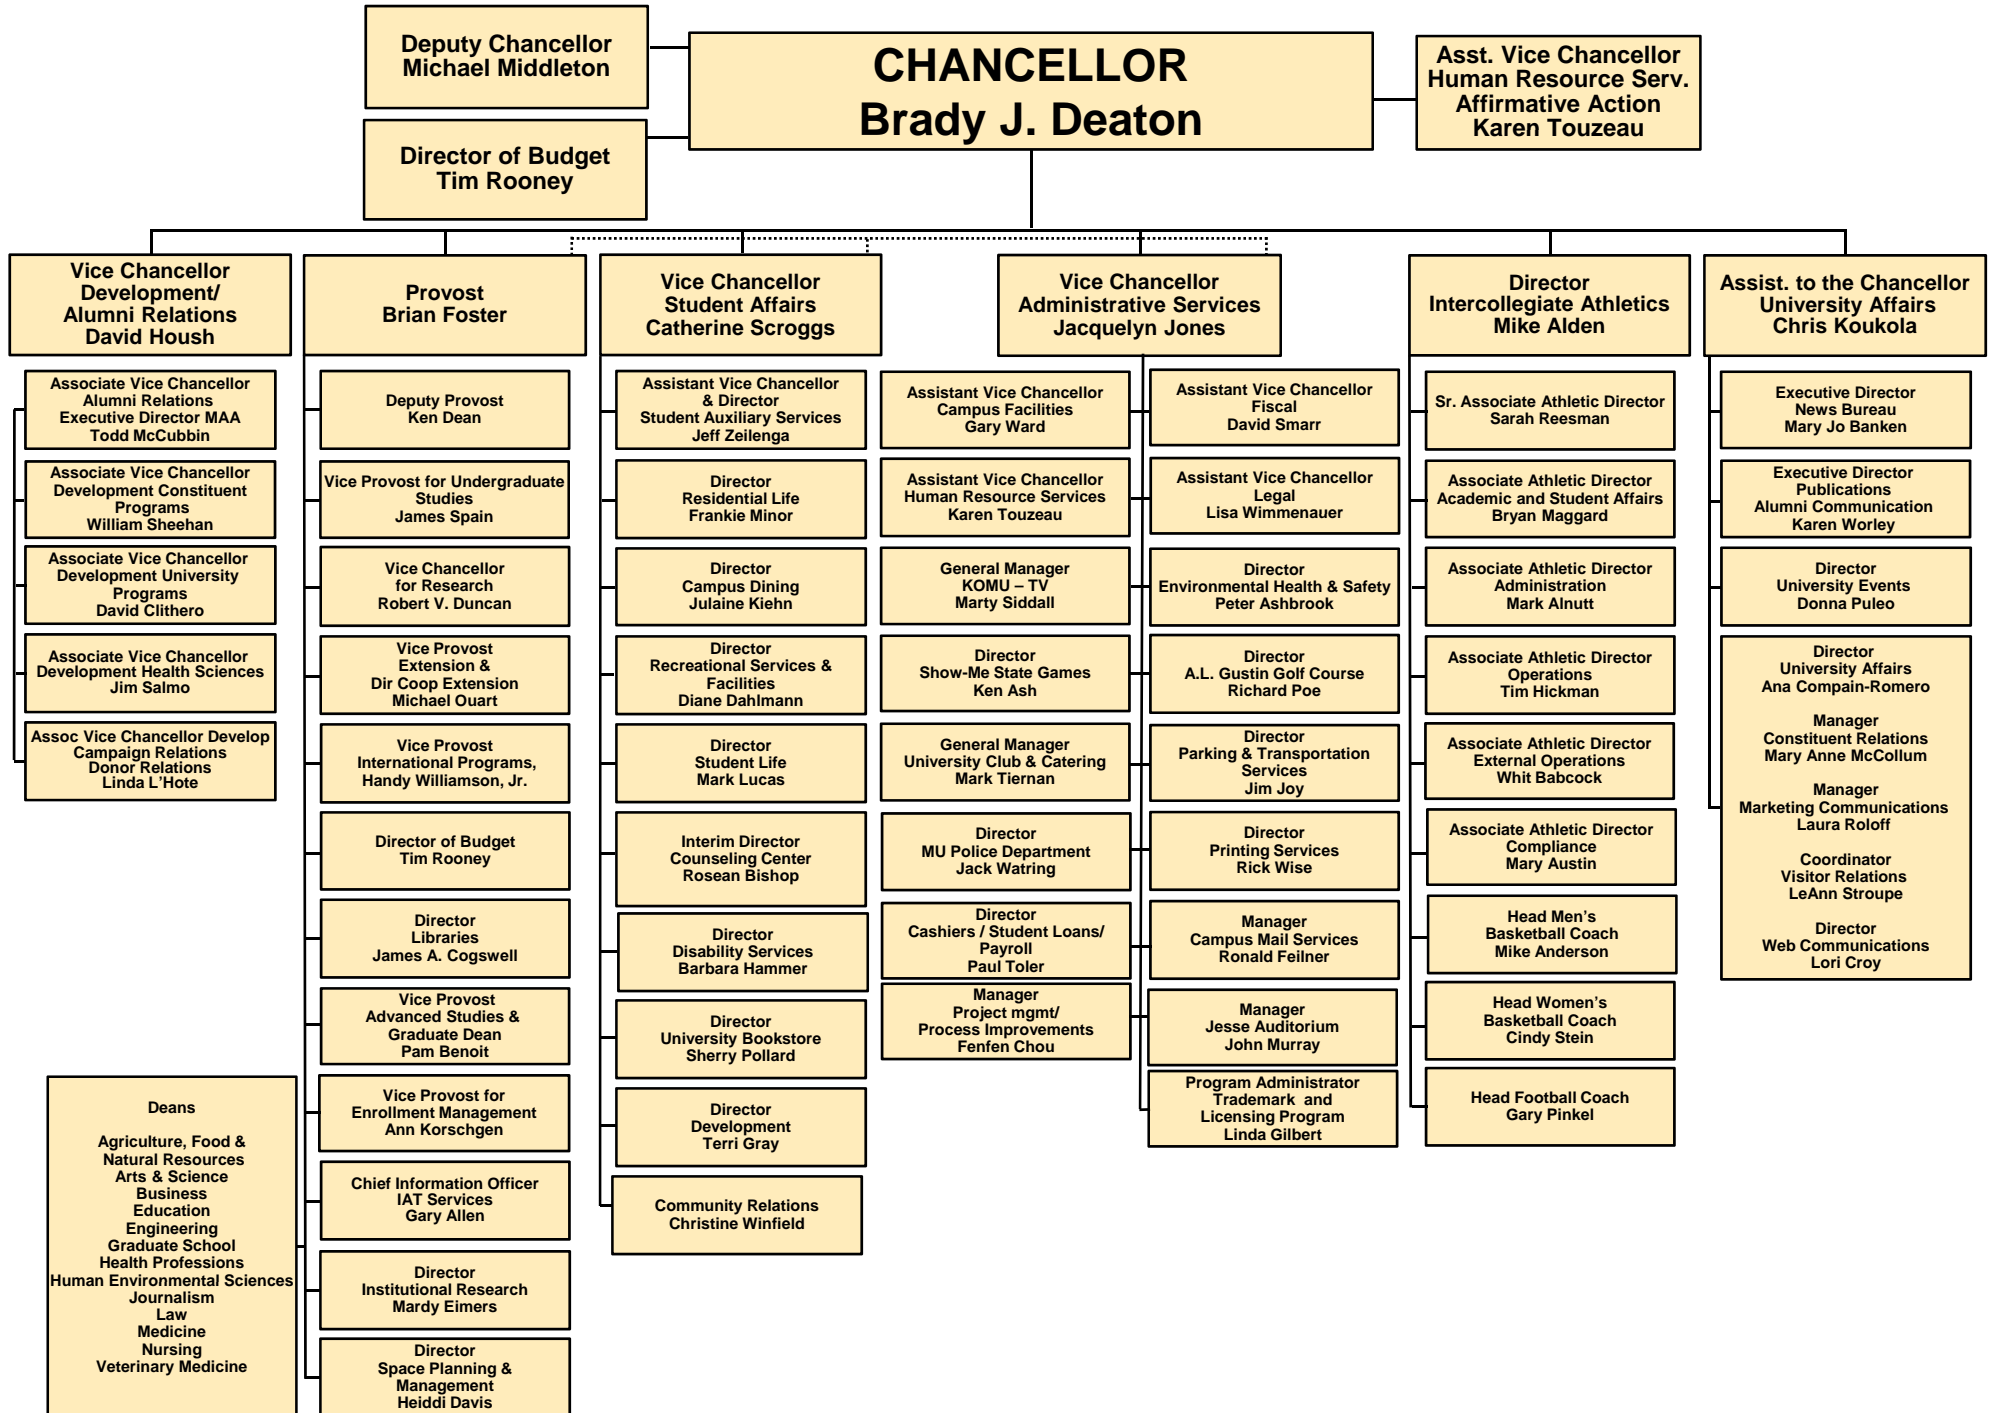 Deputy Chancellor
Michael Middleton
CHANCELLOR
Brady J. Deaton
Asst. Vice Chancellor
Human Resource Serv.
Affirmative Action
Karen Touzeau
Director of Budget
Tim Rooney
Vice Chancellor
Development/
Alumni Relations
David Housh
Associate Vice Chancellor
Alumni Relations
Executive Director MAA
Todd McCubbin
Associate Vice Chancellor
Development Constituent
Programs
William Sheehan
Associate Vice Chancellor
Development University
Programs
David Clithero
Associate Vice Chancellor
Development Health Sciences
Jim Salmo
Assoc Vice Chancellor Develop
Campaign Relations
Donor Relations
Linda L’Hote
Provost
Brian Foster
Deputy Provost
Ken Dean
Vice Provost for Undergraduate
Studies
James Spain
Vice Chancellor
for Research
Robert V. Duncan
Vice Provost
Extension &
Dir Coop Extension
Michael Ouart
Vice Provost
International Programs,
Handy Williamson, Jr.
Director of Budget
Tim Rooney
Director
Libraries
James A. Cogswell
Vice Provost
Advanced Studies &
Graduate Dean
Pam Benoit
Vice Provost for
Enrollment Management
Ann Korschgen
Chief Information Officer
IAT Services
Gary Allen
Director
Institutional Research
Mardy Eimers
Director
Space Planning &
Management
Heiddi Davis
Deans
Agriculture, Food &
Natural Resources
Arts & Science
Business
Education
Engineering
Graduate School
Health Professions
Human Environmental Sciences
Journalism
Law
Medicine
Nursing
Veterinary Medicine
Vice Chancellor
Student Affairs
Catherine Scroggs
Assistant Vice Chancellor
& Director
Student Auxiliary Services
Jeff Zeilenga
Director
Residential Life
Frankie Minor
Director
Campus Dining
Julaine Kiehn
Director
Recreational Services &
Facilities
Diane Dahlmann
Director
Student Life
Mark Lucas
Interim Director
Counseling Center
Rosean Bishop
Director
Disability Services
Barbara Hammer
Director
University Bookstore
Sherry Pollard
Director
Development
Terri Gray
Community Relations
Christine Winfield
Vice Chancellor
Administrative Services
Jacquelyn Jones
Assistant Vice Chancellor
Campus Facilities
Gary Ward
Assistant Vice Chancellor
Human Resource Services
Karen Touzeau
General Manager
KOMU – TV
Marty Siddall
Director
Show-Me State Games
Ken Ash
General Manager
University Club & Catering
Mark Tiernan
Director
MU Police Department
Jack Watring
Director
Cashiers / Student Loans/
Payroll
Paul Toler
Manager
Project mgmt/
Process Improvements
Fenfen Chou
Assistant Vice Chancellor
Fiscal
David Smarr
Assistant Vice Chancellor
Legal
Lisa Wimmenauer
Director
Environmental Health & Safety
Peter Ashbrook
Director
A.L. Gustin Golf Course
Richard Poe
Director
Parking & Transportation
Services
Jim Joy
Director
Printing Services
Rick Wise
Manager
Campus Mail Services
Ronald Feilner
Manager
Jesse Auditorium
John Murray
Program Administrator
Trademark and
Licensing Program
Linda Gilbert
Director
Intercollegiate Athletics
Mike Alden
Sr. Associate Athletic Director
Sarah Reesman
Associate Athletic Director
Academic and Student Affairs
Bryan Maggard
Associate Athletic Director
Administration
Mark Alnutt
Associate Athletic Director
Operations
Tim Hickman
Associate Athletic Director
External Operations
Whit Babcock
Associate Athletic Director
Compliance
Mary Austin
Head Men’s
Basketball Coach
Mike Anderson
Head Women’s
Basketball Coach
Cindy Stein
Head Football Coach
Gary Pinkel
Assist. to the Chancellor
University Affairs
Chris Koukola
Executive Director
News Bureau
Mary Jo Banken
Executive Director
Publications
Alumni Communication
Karen Worley
Director
University Events
Donna Puleo
Director
University Affairs
Ana Compain-Romero
Manager
Constituent Relations
Mary Anne McCollum
Manager
Marketing Communications
Laura Roloff
Coordinator
Visitor Relations
LeAnn Stroupe
Director
Web Communications
Lori Croy